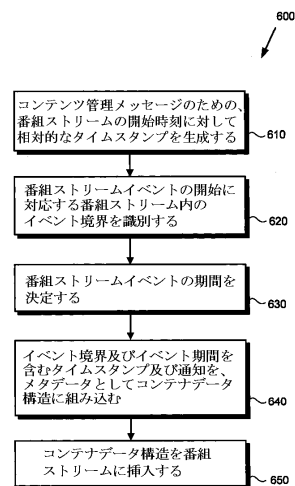 600
コンテンツ管理メッセージのための、
番組ストリームの開始時刻に対して
相対的なタイムスタンプを生成する
610
番組ストリームイベントの開始に
対応する番組ストリーム内の
イベント境界を識別する
620
番組ストリームイベントの期間を
決定する
630
イベント境界及びイベント期間を
含むタイムスタンプ及び通知を、
メタデータとしてコンテナデータ
構造に組み込む
640
コンテナデータ構造を番組
ストリームに挿入する
650